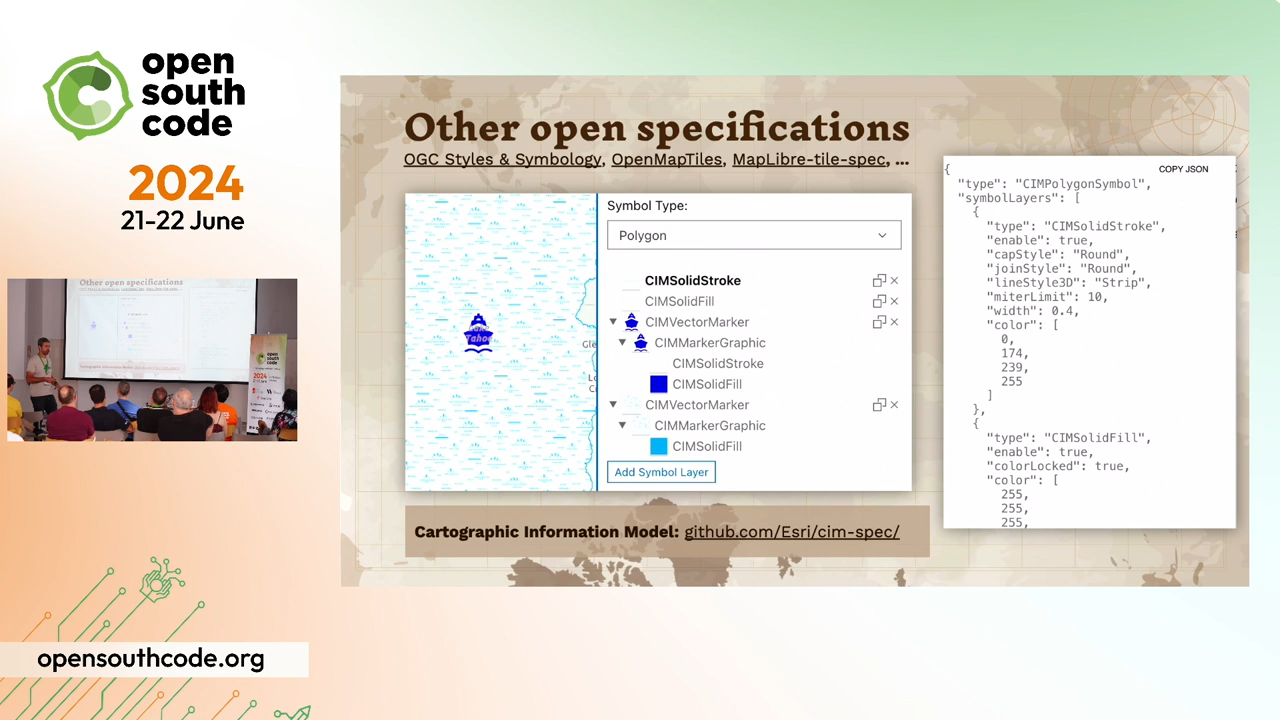 open
south
code
2024
21-22 June
opensouthcode.org
Other open specifications
OGC Styles & Symbology, OpenMapTiles, MapLibre-tile-spec, ...
Symbol Type:
Polygon
CIMSolidStroke
CIMSolidFill
CIMVectorMarker
CIMMarkerGraphic
CIMSolidStroke
CIMSolidFill
CIMVectorMarker
CIMMarkerGraphic
CIMSolidFill
Add Symbol Layer
Cartographic Information Model: github.com/Esri/cim-spec/
COPY JSON
{
"type": "CIMPolygonSymbol",
"symbolLayers": [
{
"type": "CIMSolidStroke",
"enable": true,
"capStyle": "Round",
"joinStyle": "Round",
"lineStyle3D": "Strip",
"miterLimit": 10,
"width": 0.4,
"color": [
0,
174,
239,
255
]
},
{
"type": "CIMSolidFill",
"enable": true,
"colorLocked": true,
"color": [
255,
255,
255,